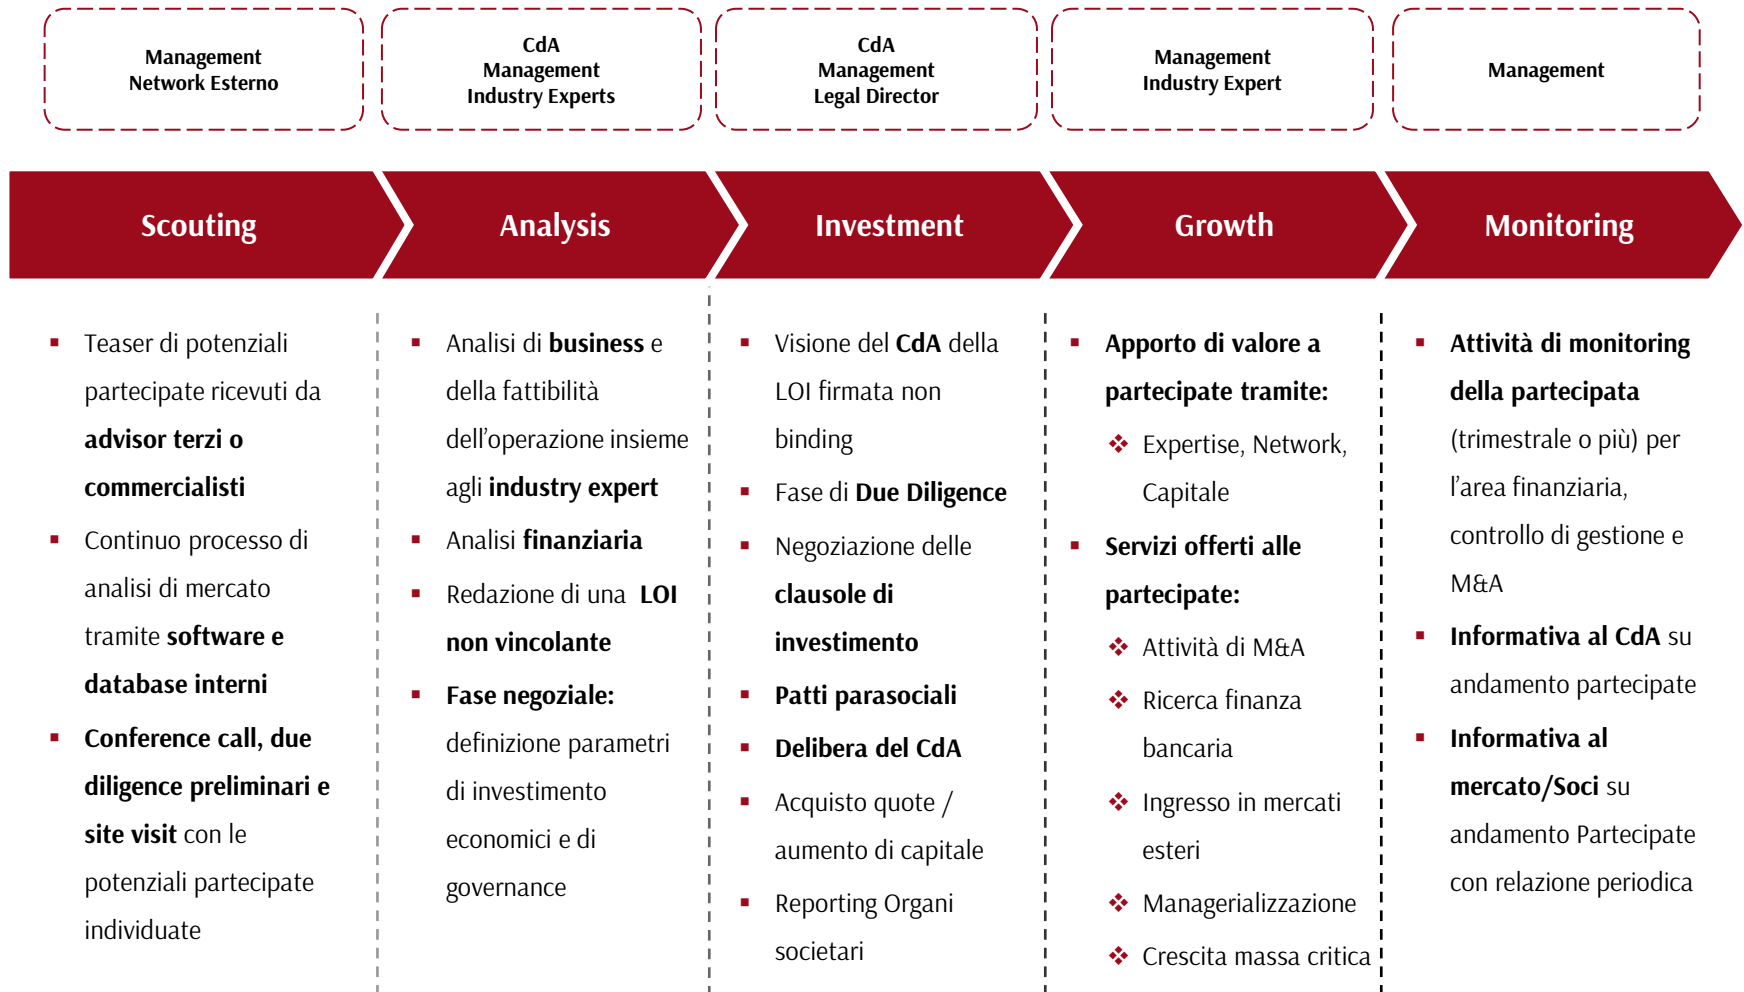 Management
Network Esterno
CdA
Management
Industry Experts
CdA
Management
Legal Director
Management
Industry Expert
Management
Scouting
Analysis
Investment
Growth
Monitoring
▪ Teaser di potenziali
partecipate ricevuti da
advisor terzi o
commercialisti
▪ Continuo processo di
analisi di mercato
tramite software e
database interni
▪ Conference call, due
diligence preliminari e
site visit con le
potenziali partecipate
individuate
▪ Analisi di business e
della fattibilità
dell’operazione insieme
agli industry expert
▪ Analisi finanziaria
▪ Redazione di una LOI
non vincolante
▪ Fase negoziale:
definizione parametri
di investimento
economici e di
governance
▪ Visione del CdA della
LOI firmata non
binding
▪ Fase di Due Diligence
▪ Negoziazione delle
clausole di
investimento
▪ Patti parasociali
▪ Delibera del CdA
▪ Acquisto quote /
aumento di capitale
▪ Reporting Organi
societari
▪ Apporto di valore a
partecipate tramite:
❖ Expertise, Network,
Capitale
▪ Servizi offerti alle
partecipate:
❖ Attività di M&A
❖ Ricerca finanza
bancaria
❖ Ingresso in mercati
esteri
❖ Managerializzazione
❖ Crescita massa critica
▪ Attività di monitoring
della partecipata
(trimestrale o più) per
l’area finanziaria,
controllo di gestione e
M&A
▪ Informativa al CdA su
andamento partecipate
▪ Informativa al
mercato/Soci su
andamento Partecipate
con relazione periodica